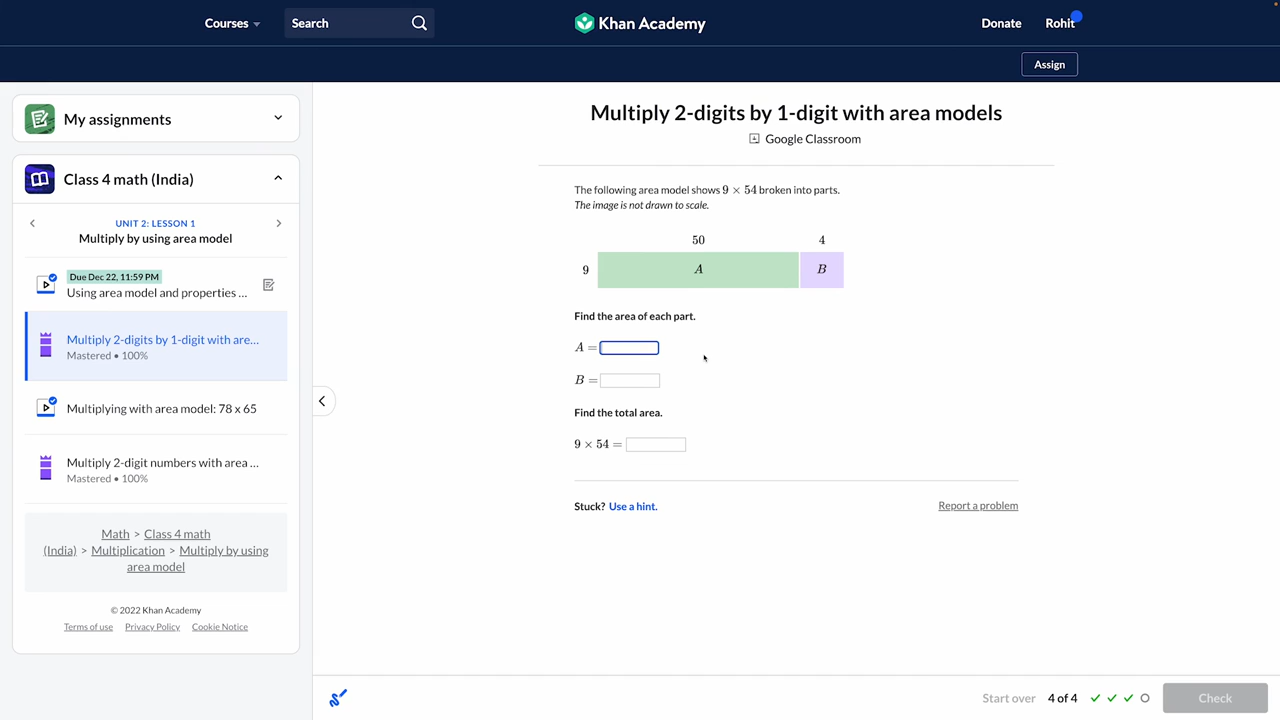 Courses
Search
Khan Academy
Donate
Rohit
Assign
My assignments
Class 4 math (India)
UNIT 2: LESSON 1
Multiply by using area model
Due Dec 22, 11:59 PM
Using area model and properties ...
Multiply 2-digits by 1-digit with are...
Mastered • 100%
Multiplying with area model: 78 x 65
Multiply 2-digit numbers with area ...
Mastered • 100%
Math > Class 4 math
(India) > Multiplication > Multiply by using
area model
© 2022 Khan Academy
Terms of use Privacy Policy Cookie Notice
Multiply 2-digits by 1-digit with area models
Google Classroom
The following area model shows 9 × 54 broken into parts.
The image is not drawn to scale.
50 4
9 A B
Find the area of each part.
A =
B =
Find the total area.
9 × 54 =
Stuck? Use a hint.
Report a problem
Start over 4 of 4 Check